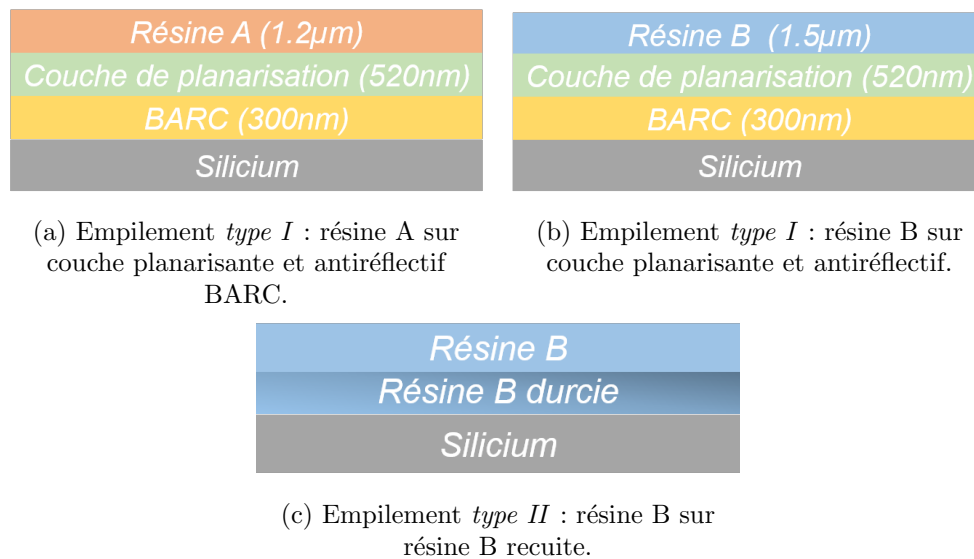 Résine A (1.2µm)
Couche de planarisation (520nm)
BARC (300nm)
Silicium
(a) Empilement type I : résine A sur
couche planarisante et antiréflectif
BARC.
Résine B (1.5µm)
Couche de planarisation (520nm)
BARC (300nm)
Silicium
(b) Empilement type I : résine B sur
couche planarisante et antiréflectif.
Résine B
Résine B durcie
Silicium
(c) Empilement type II : résine B sur
résine B recuite.